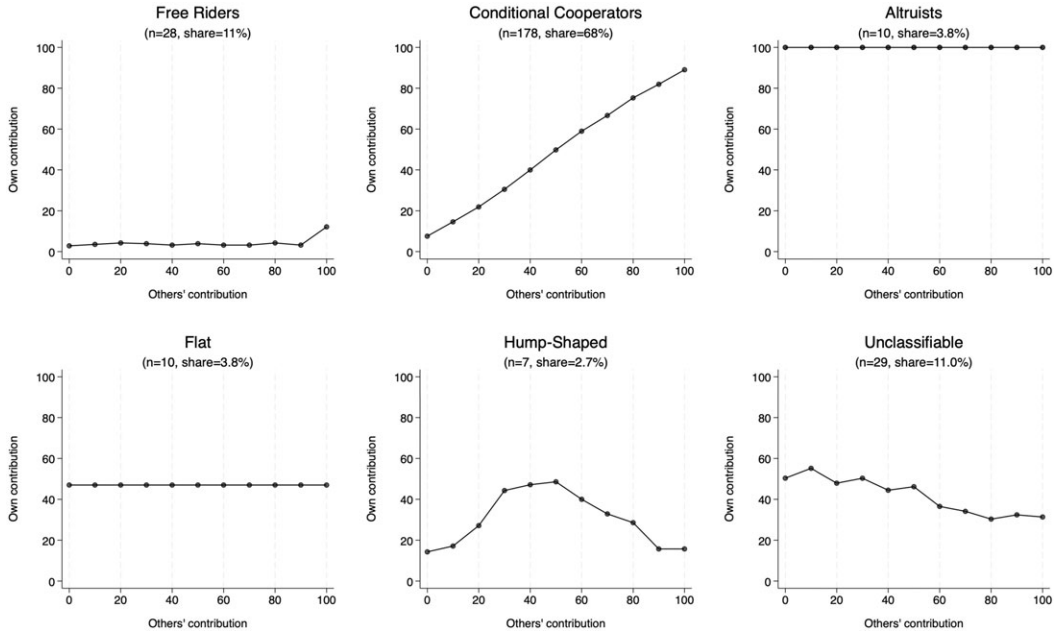 Free Riders
(n=28, share=11%)
100
80
60
40
20
0
Own contribution
0 20 40 60 80 100
Others' contribution
Conditional Cooperators
(n=178, share=68%)
100
80
60
40
20
0
Own contribution
0 20 40 60 80 100
Others' contribution
Altruists
(n=10, share=3.8%)
100
80
60
40
20
0
Own contribution
0 20 40 60 80 100
Others' contribution
Flat
(n=10, share=3.8%)
100
80
60
40
20
0
Own contribution
0 20 40 60 80 100
Others' contribution
Hump-Shaped
(n=7, share=2.7%)
100
80
60
40
20
0
Own contribution
0 20 40 60 80 100
Others' contribution
Unclassifiable
(n=29, share=11.0%)
100
80
60
40
20
0
Own contribution
0 20 40 60 80 100
Others' contribution